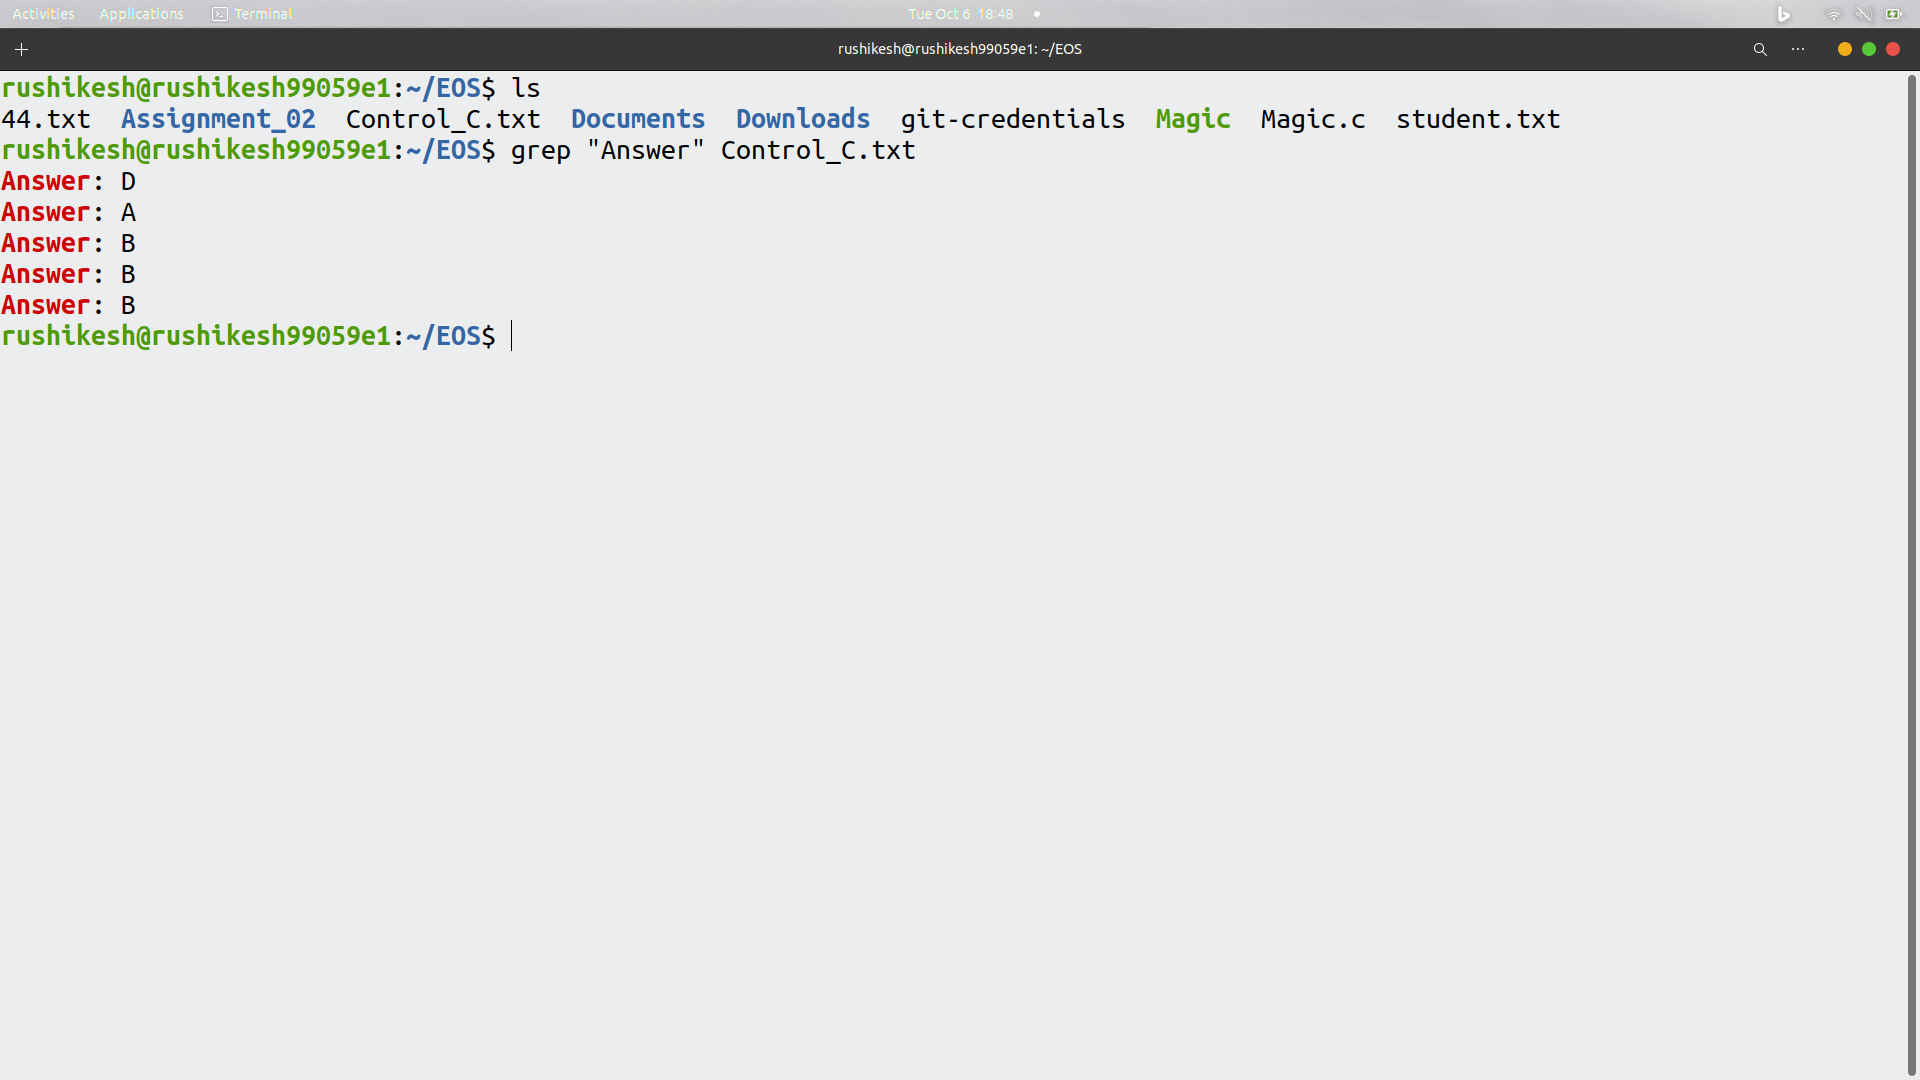 Activities Applications Terminal Tue Oct 6 18:48
rushikesh@rushikesh99059e1: ~/EOS
rushikesh@rushikesh99059e1:~/EOS$ ls
44.txt Assignment_02 Control_C.txt Documents Downloads git-credentials Magic Magic.c student.txt
rushikesh@rushikesh99059e1:~/EOS$ grep "Answer" Control_C.txt
Answer: D
Answer: A
Answer: B
Answer: B
Answer: B
rushikesh@rushikesh99059e1:~/EOS$